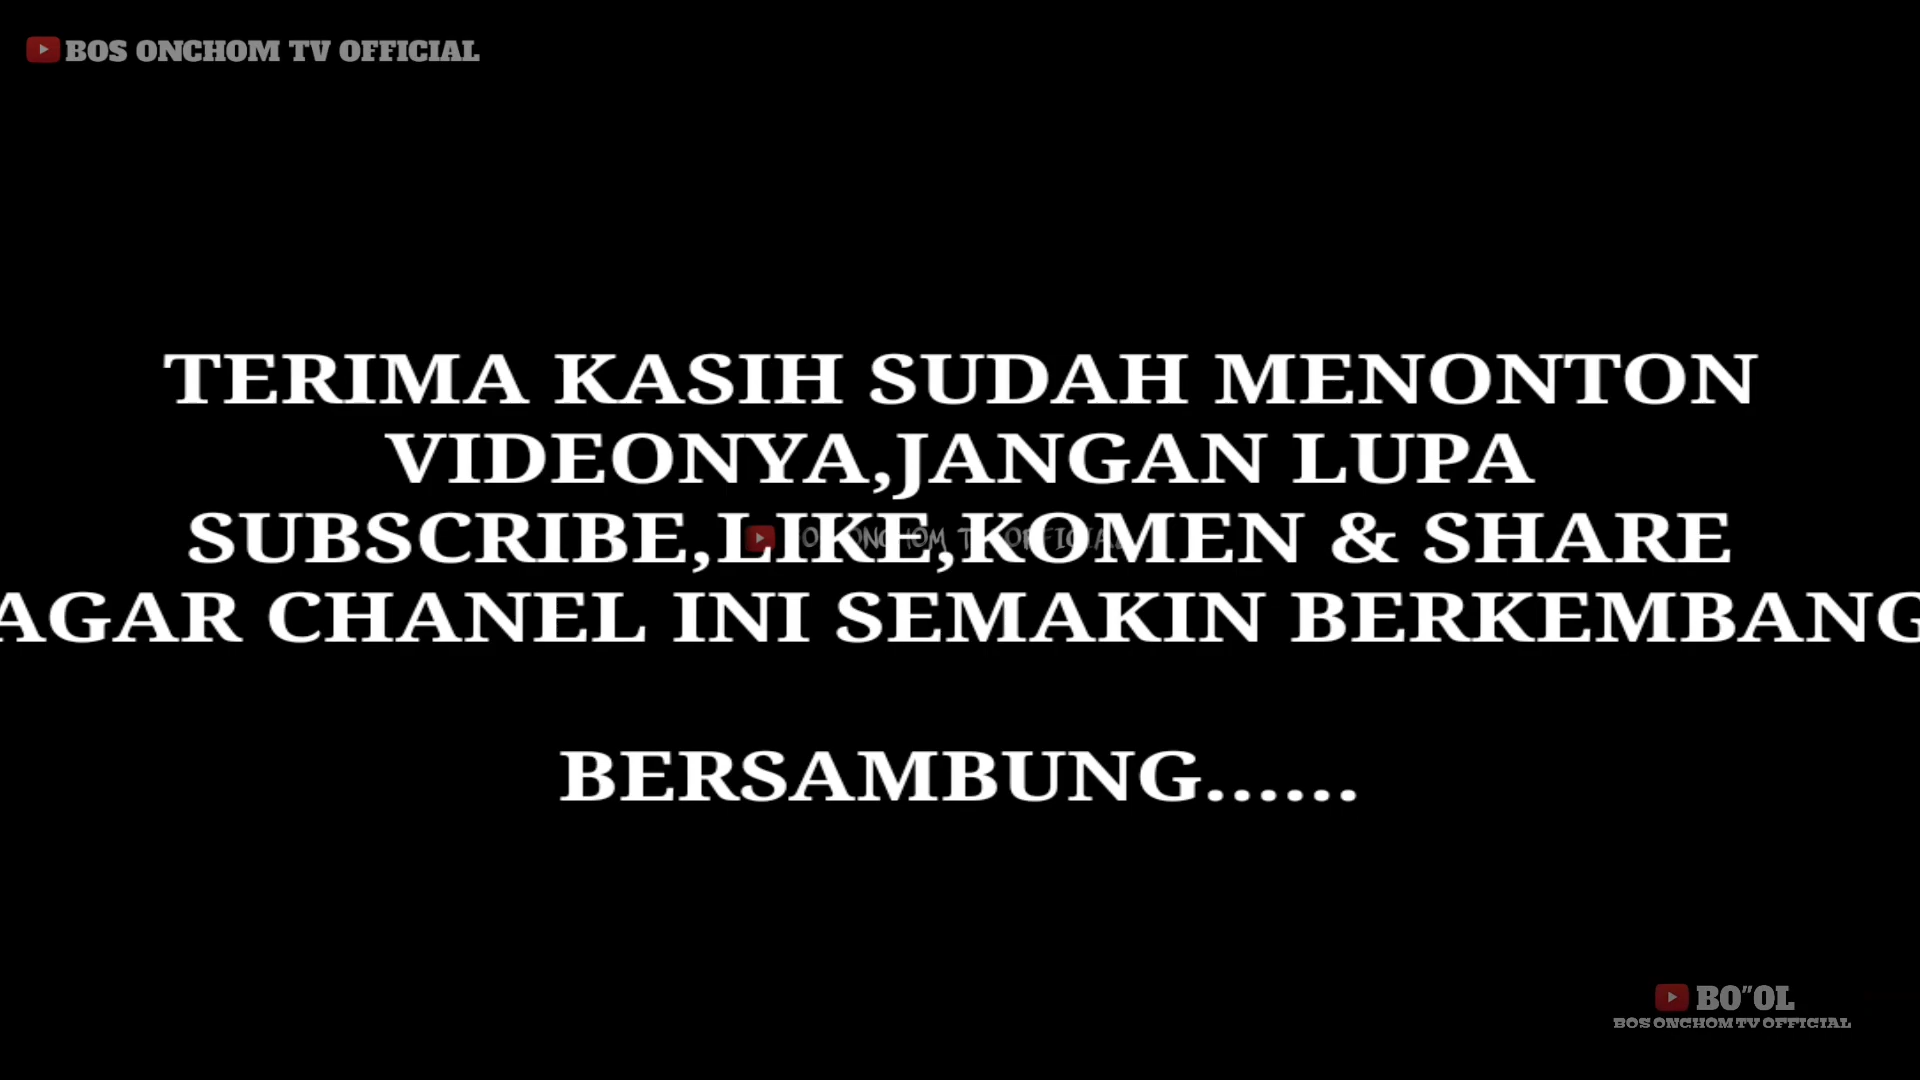 BOS ONCHOM TV OFFICIAL
TERIMA KASIH SUDAH MENONTON
VIDEONYA,JANGAN LUPA
SUBSCRIBE,LIKE,KOMEN & SHARE
AGAR CHANEL INI SEMAKIN BERKEMBANG
BERSAMBUNG......
BO"OL
BOS ONCHOM TV OFFICIAL